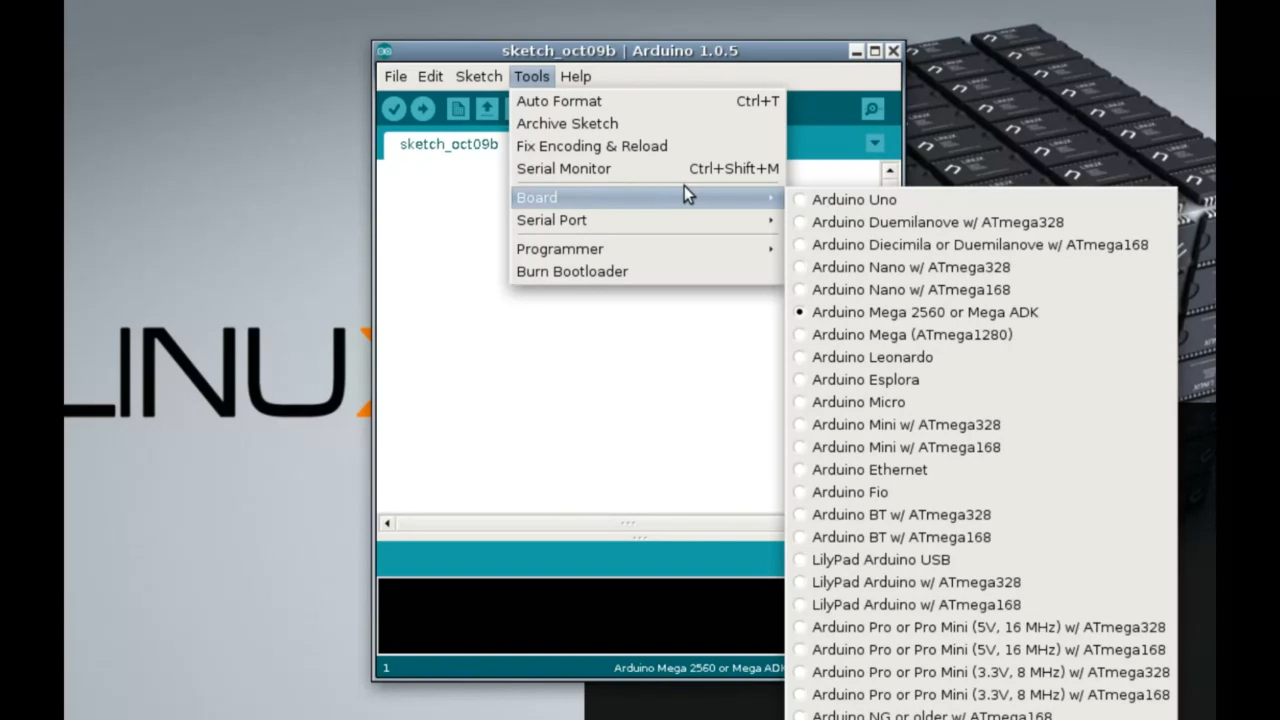 sketch_oct09b | Arduino 1.0.5
File Edit Sketch Tools Help
Auto Format Ctrl+T
Archive Sketch
sketch_oct09b
Fix Encoding & Reload
Serial Monitor Ctrl+Shift+M
Board
Serial Port
Programmer
Burn Bootloader
Arduino Uno
Arduino Duemilanove w/ ATmega328
Arduino Diecimila or Duemilanove w/ ATmega168
Arduino Nano w/ ATmega328
Arduino Nano w/ ATmega168
Arduino Mega 2560 or Mega ADK
Arduino Mega (ATmega1280)
Arduino Leonardo
Arduino Esplora
Arduino Micro
Arduino Mini w/ ATmega328
Arduino Mini w/ ATmega168
Arduino Ethernet
Arduino Fio
Arduino BT w/ ATmega328
Arduino BT w/ ATmega168
LilyPad Arduino USB
LilyPad Arduino w/ ATmega328
LilyPad Arduino w/ ATmega168
Arduino Pro or Pro Mini (5V, 16 MHz) w/ ATmega328
Arduino Pro or Pro Mini (5V, 16 MHz) w/ ATmega168
Arduino Pro or Pro Mini (3.3V, 8 MHz) w/ ATmega328
Arduino Pro or Pro Mini (3.3V, 8 MHz) w/ ATmega168
Arduino NG or older w/ ATmega168
1 Arduino Mega 2560 or Mega ADK
LINUX